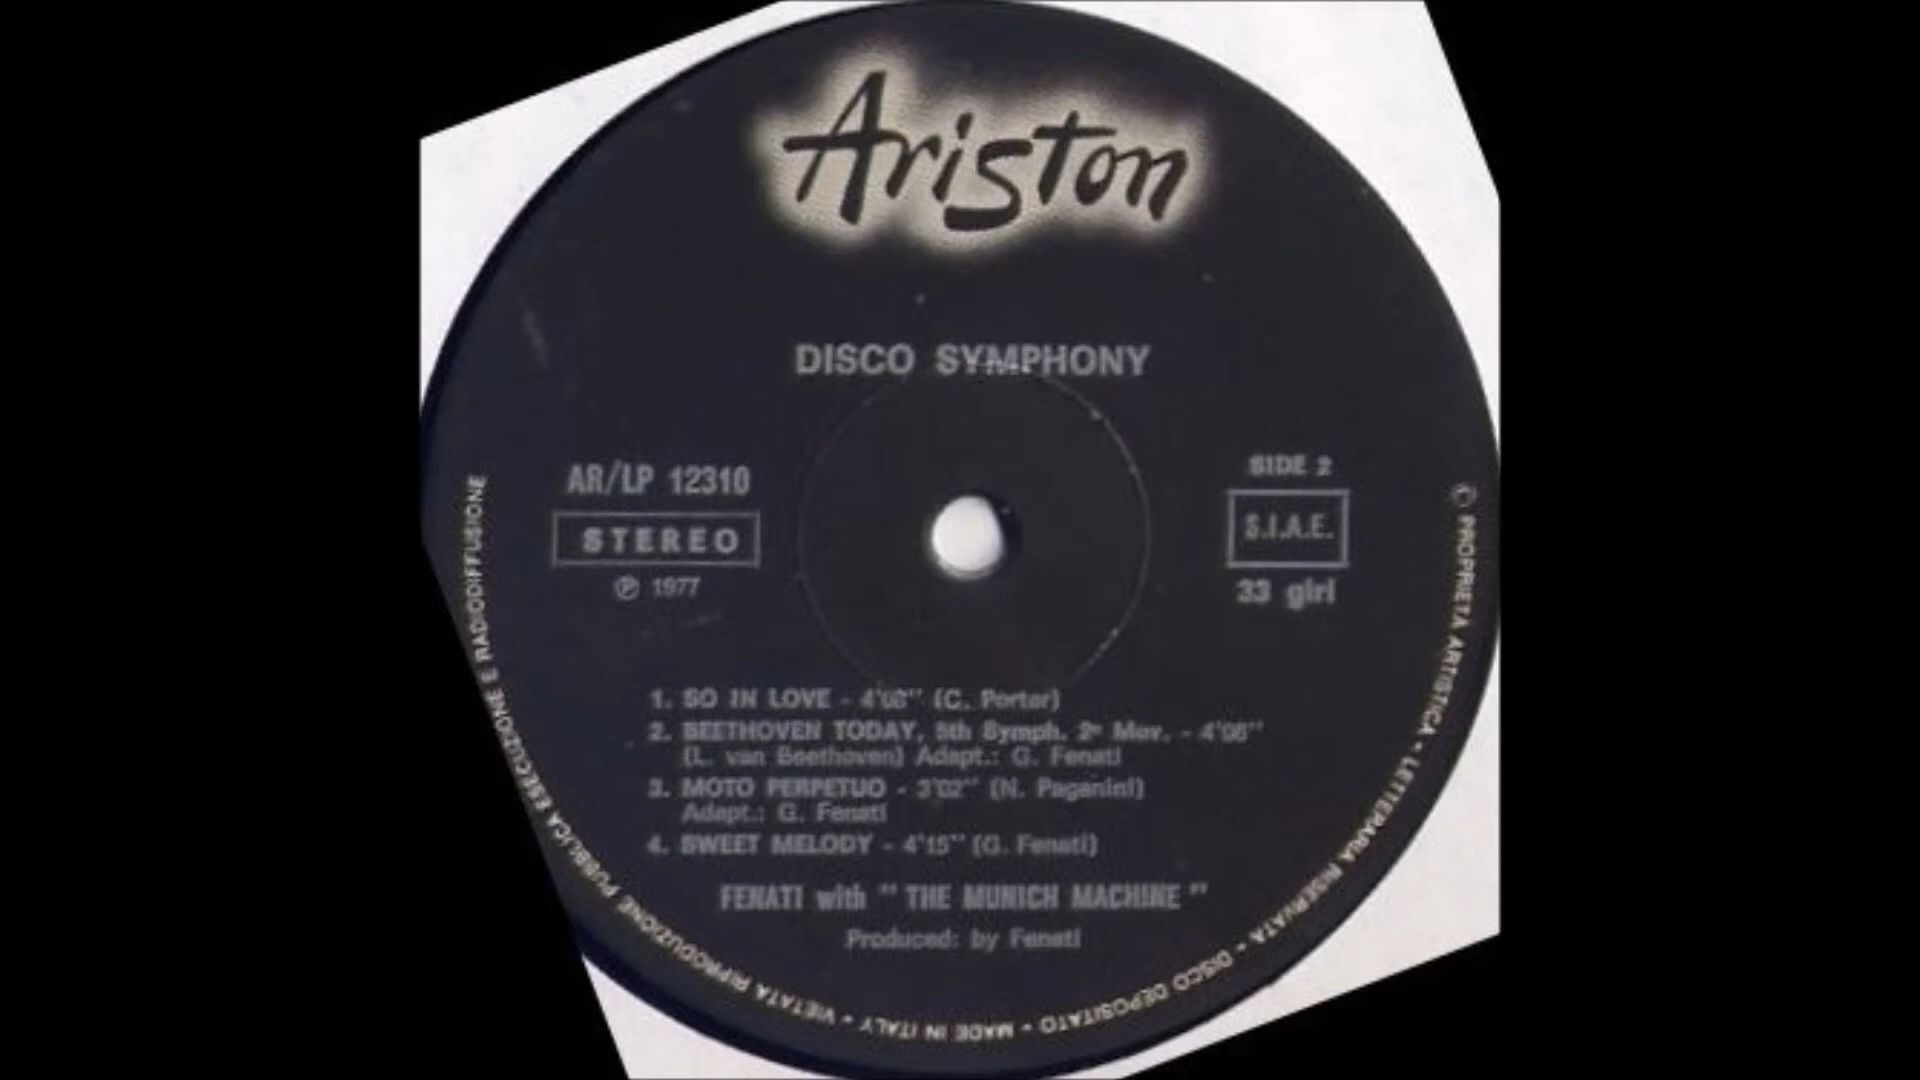 Ariston
DISCO SYMPHONY
AR/LP 12310
STEREO
℗ 1977
SIDE 2
S.I.A.E.
33 giri
1. SO IN LOVE - 4'08" (C. Porter)
2. BEETHOVEN TODAY, 5th Symph. 2º Mov. - 4'06"
(L. van Beethoven) Adapt.: G. Fenati
3. MOTO PERPETUO - 3'02" (N. Paganini)
Adapt.: G. Fenati
4. SWEET MELODY - 4'15" (G. Fenati)
FENATI with "THE MUNICH MACHINE"
Produced: by Fenati
© PROPRIETA ARTISTICA • LETTERARIA RISERVATA • DISCO DEPOSITATO • MADE IN ITALY • VIETATA RIPRODUZIONE PUBBLICA ESECUZIONE E RADIODIFFUSIONE